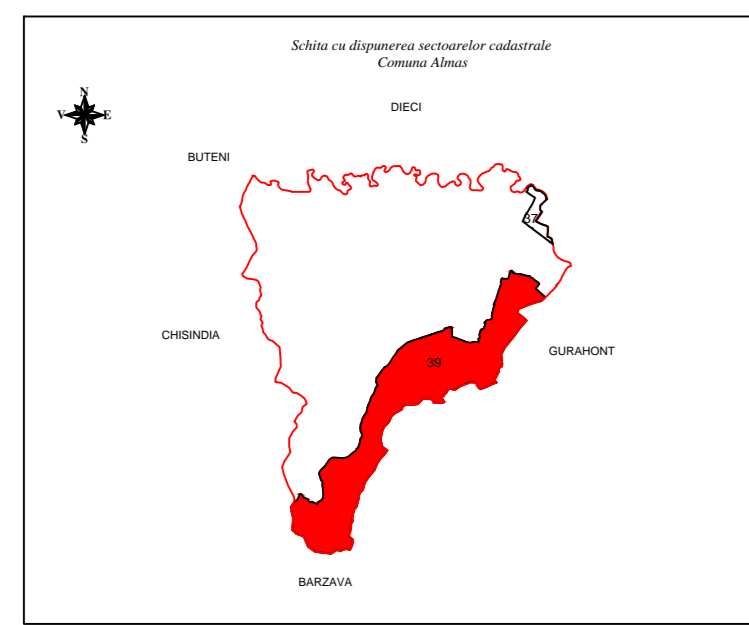 Schita cu dispunerea sectoarelor cadastrale
Comuna Almas
N
V E
S
DIECI
BUTENI
37
CHISINDIA
GURAHONT
39
BARZAVA